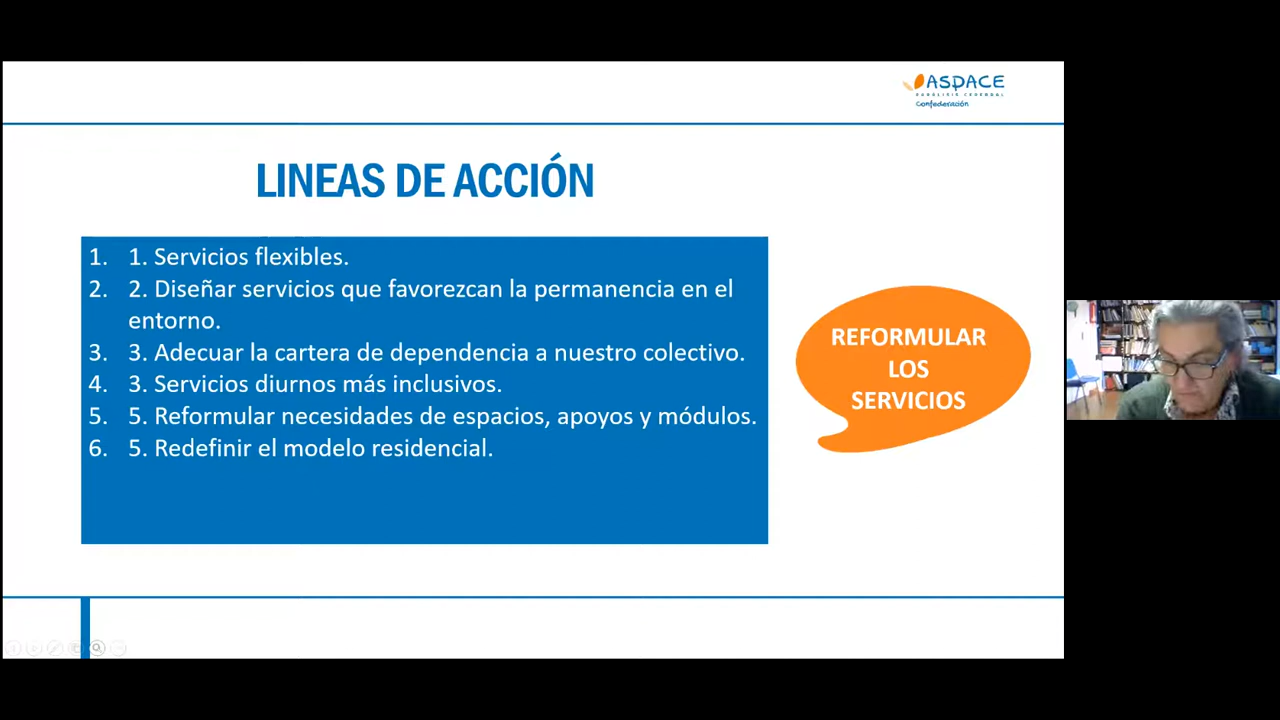 ASPACE
PARÁLISIS CEREBRAL
Confederación
LINEAS DE ACCIÓN
1. 1. Servicios flexibles.
2. 2. Diseñar servicios que favorezcan la permanencia en el
entorno.
3. 3. Adecuar la cartera de dependencia a nuestro colectivo.
4. 3. Servicios diurnos más inclusivos.
5. 5. Reformular necesidades de espacios, apoyos y módulos.
6. 5. Redefinir el modelo residencial.
REFORMULAR
LOS
SERVICIOS